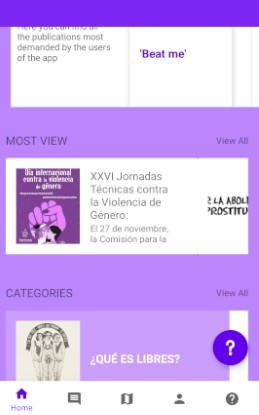 Here you can find all
the publications most
demanded by the users
of the app
'Beat me'
MOST VIEW
View All
Día internacional
contra la violencia
de género
XXVI Jornadas
Técnicas contra
la Violencia de
Género:
El 27 de noviembre,
la Comisión para la
LA ABOLI
PROSTITU
CATEGORIES
View All
¿QUÉ ES LIBRES?
?
Home
?